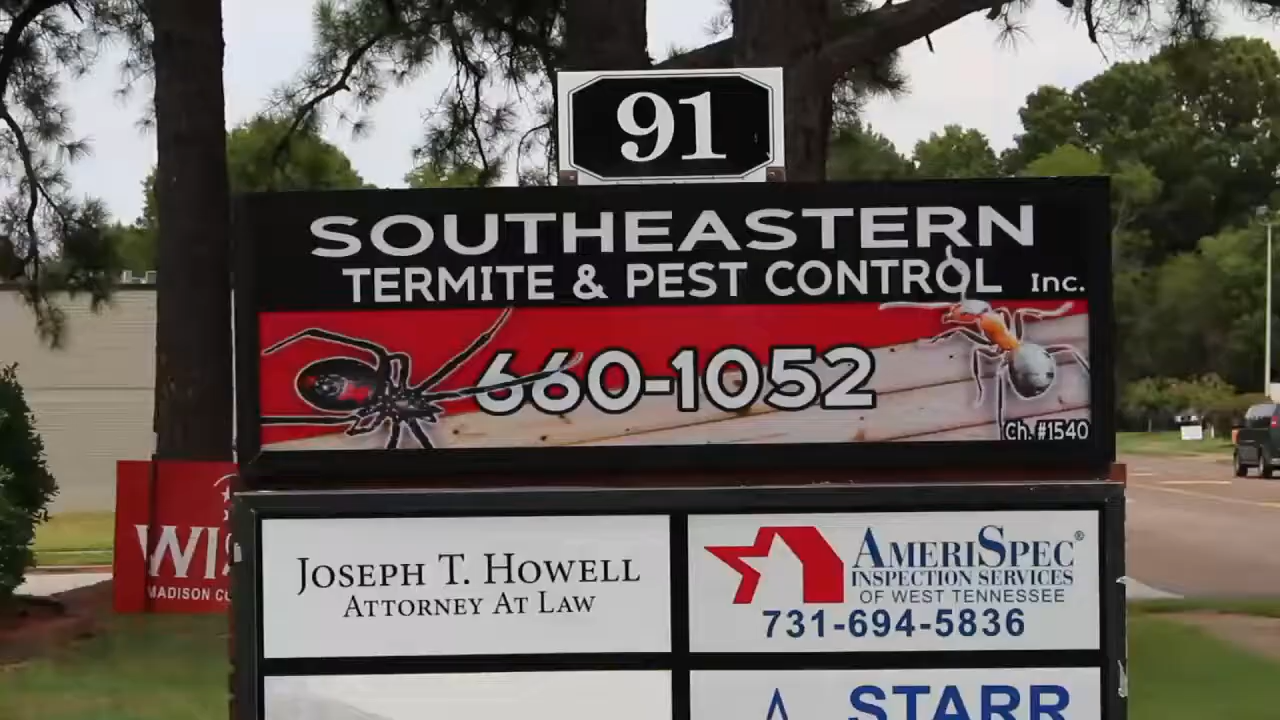 91
SOUTHEASTERN
TERMITE & PEST CONTROL Inc.
660-1052
Ch. #1540
JOSEPH T. HOWELL
ATTORNEY AT LAW
AMERISPEC®
INSPECTION SERVICES
OF WEST TENNESSEE
731-694-5836
STARR
MADISON